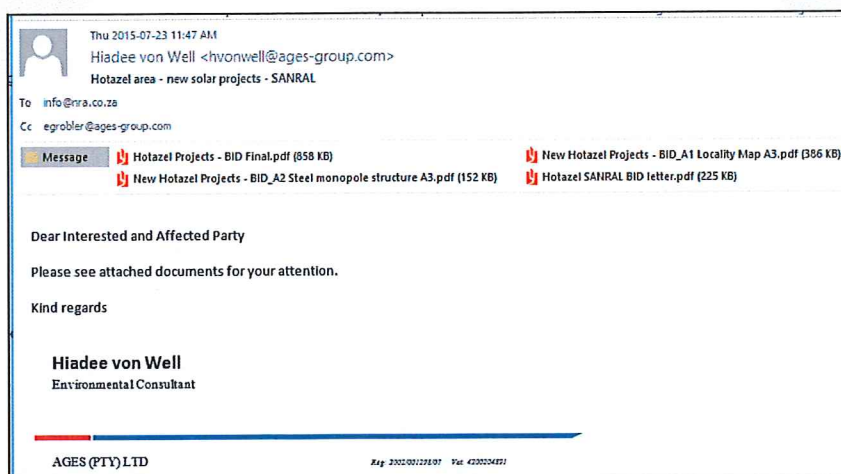 Thu 2015-07-23 11:47 AM
Hiadee von Well <hvonwell@ages-group.com>
Hotazel area - new solar projects - SANRAL
To info@nra.co.za
Cc egrobler@ages-group.com
Message
Hotazel Projects - BID Final.pdf (858 KB)
New Hotazel Projects - BID_A1 Locality Map A3.pdf (386 KB)
New Hotazel Projects - BID_A2 Steel monopole structure A3.pdf (152 KB)
Hotazel SANRAL BID letter.pdf (225 KB)
Dear Interested and Affected Party
Please see attached documents for your attention.
Kind regards
Hiadee von Well
Environmental Consultant
AGES (PTY) LTD
Reg: Vat: